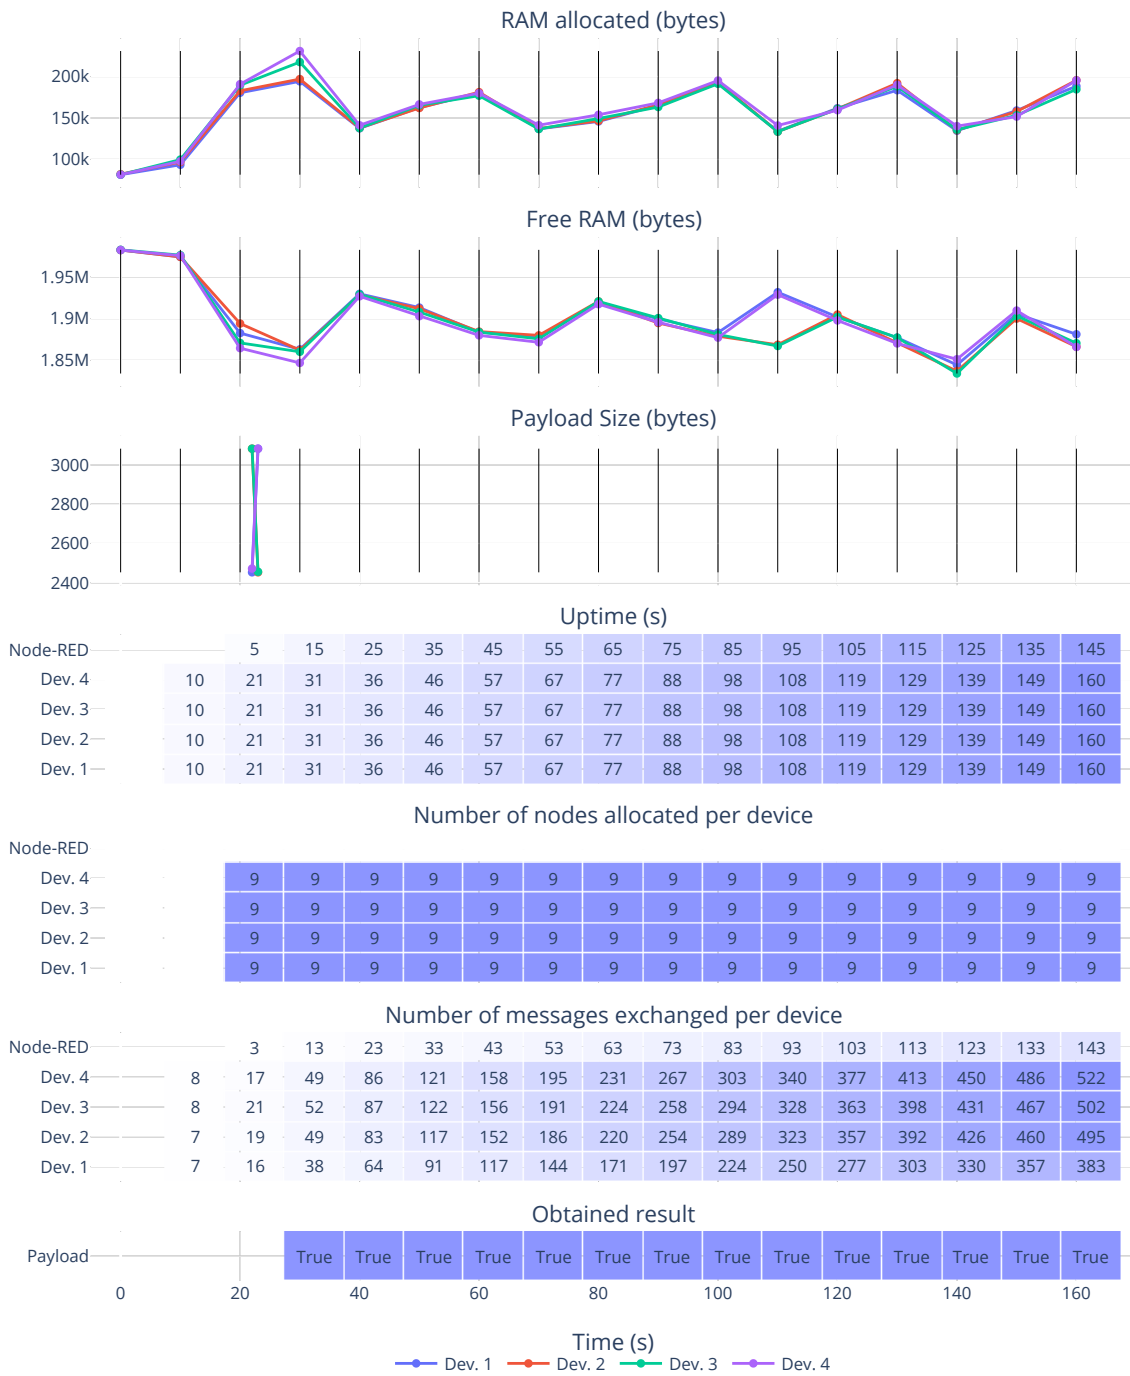 RAM allocated (bytes)
200k
150k
100k
Free RAM (bytes)
1.95M
1.9M
1.85M
Payload Size (bytes)
3000
2800
2600
2400
Uptime (s)
Node-RED 5 15 25 35 45 55 65 75 85 95 105 115 125 135 145
Dev. 4 10 21 31 36 46 57 67 77 88 98 108 119 129 139 149 160
Dev. 3 10 21 31 36 46 57 67 77 88 98 108 119 129 139 149 160
Dev. 2 10 21 31 36 46 57 67 77 88 98 108 119 129 139 149 160
Dev. 1 10 21 31 36 46 57 67 77 88 98 108 119 129 139 149 160
Number of nodes allocated per device
Node-RED
Dev. 4 9 9 9 9 9 9 9 9 9 9 9 9 9 9 9
Dev. 3 9 9 9 9 9 9 9 9 9 9 9 9 9 9 9
Dev. 2 9 9 9 9 9 9 9 9 9 9 9 9 9 9 9
Dev. 1 9 9 9 9 9 9 9 9 9 9 9 9 9 9 9
Number of messages exchanged per device
Node-RED 3 13 23 33 43 53 63 73 83 93 103 113 123 133 143
Dev. 4 8 17 49 86 121 158 195 231 267 303 340 377 413 450 486 522
Dev. 3 8 21 52 87 122 156 191 224 258 294 328 363 398 431 467 502
Dev. 2 7 19 49 83 117 152 186 220 254 289 323 357 392 426 460 495
Dev. 1 7 16 38 64 91 117 144 171 197 224 250 277 303 330 357 383
Obtained result
Payload True True True True True True True True True True True True True True
0 20 40 60 80 100 120 140 160
Time (s)
Dev. 1 Dev. 2 Dev. 3 Dev. 4